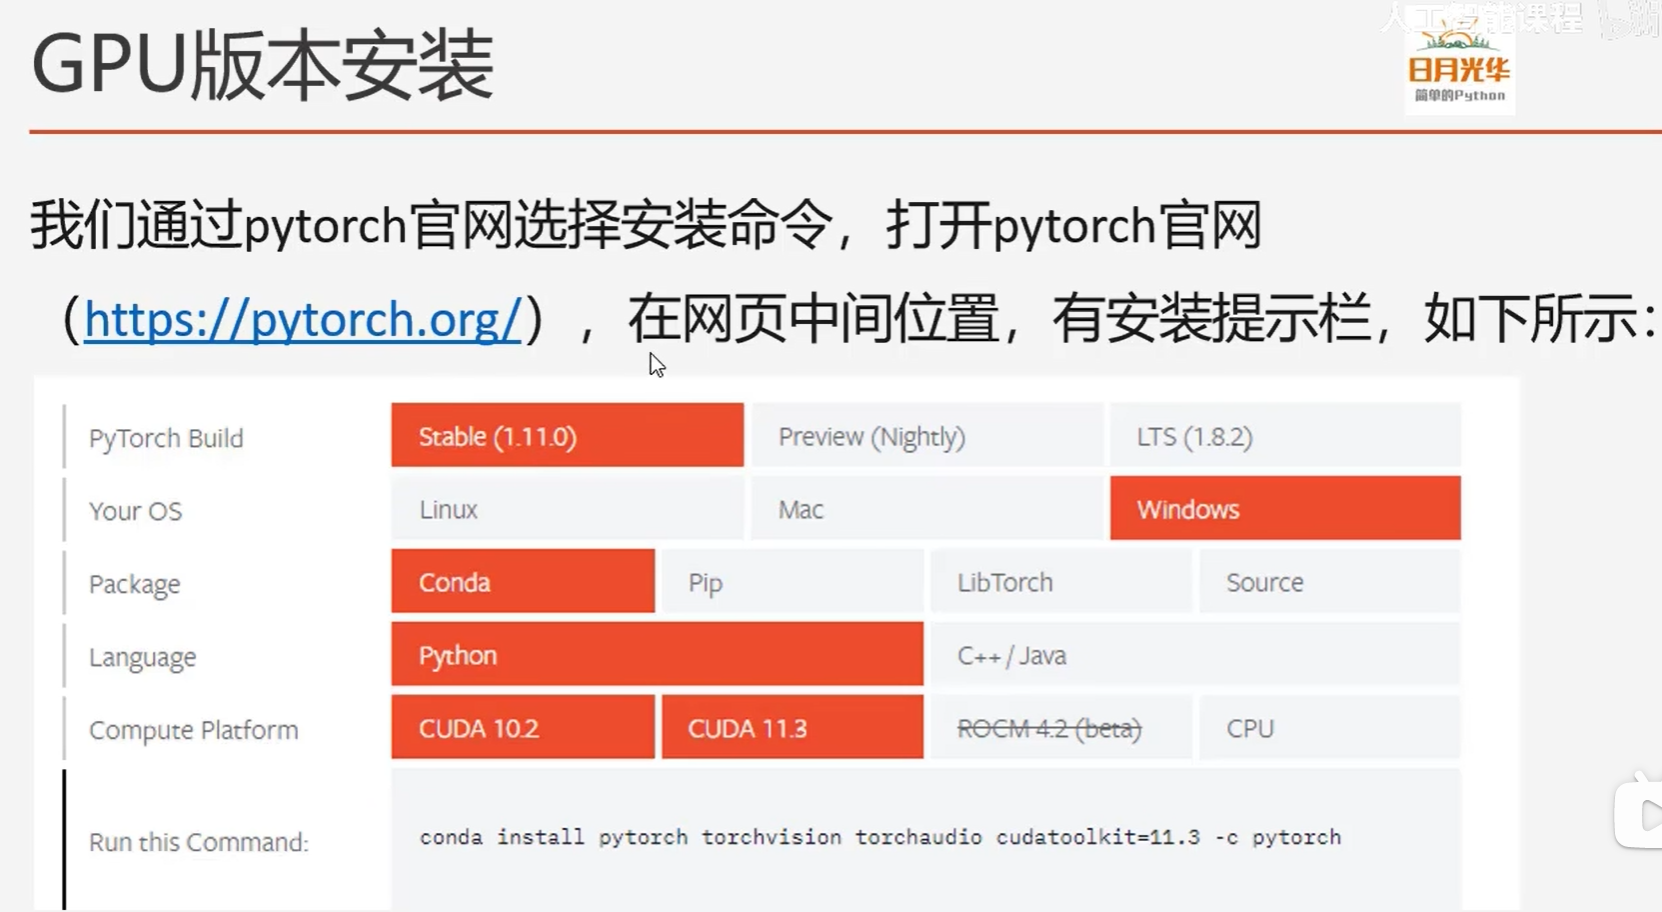 GPU版本安装
人工智能课程
日月光华
简单的Python
我们通过pytorch官网选择安装命令，打开pytorch官网
（https://pytorch.org/），在网页中间位置，有安装提示栏，如下所示：
PyTorch Build Stable (1.11.0) Preview (Nightly) LTS (1.8.2)
Your OS Linux Mac Windows
Package Conda Pip LibTorch Source
Language Python C++ / Java
Compute Platform CUDA 10.2 CUDA 11.3 ROCM 4.2 (beta) CPU
Run this Command: conda install pytorch torchvision torchaudio cudatoolkit=11.3 -c pytorch